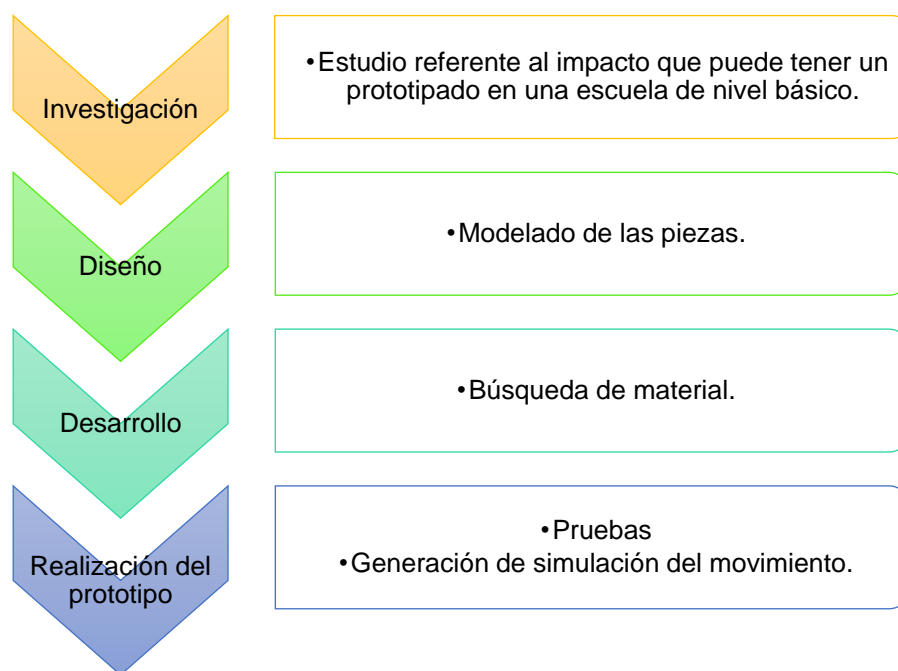 Investigación
•Estudio referente al impacto que puede tener un
prototipado en una escuela de nivel básico.
Diseño
•Modelado de las piezas.
Desarrollo
•Búsqueda de material.
Realización del
prototipo
•Pruebas
•Generación de simulación del movimiento.